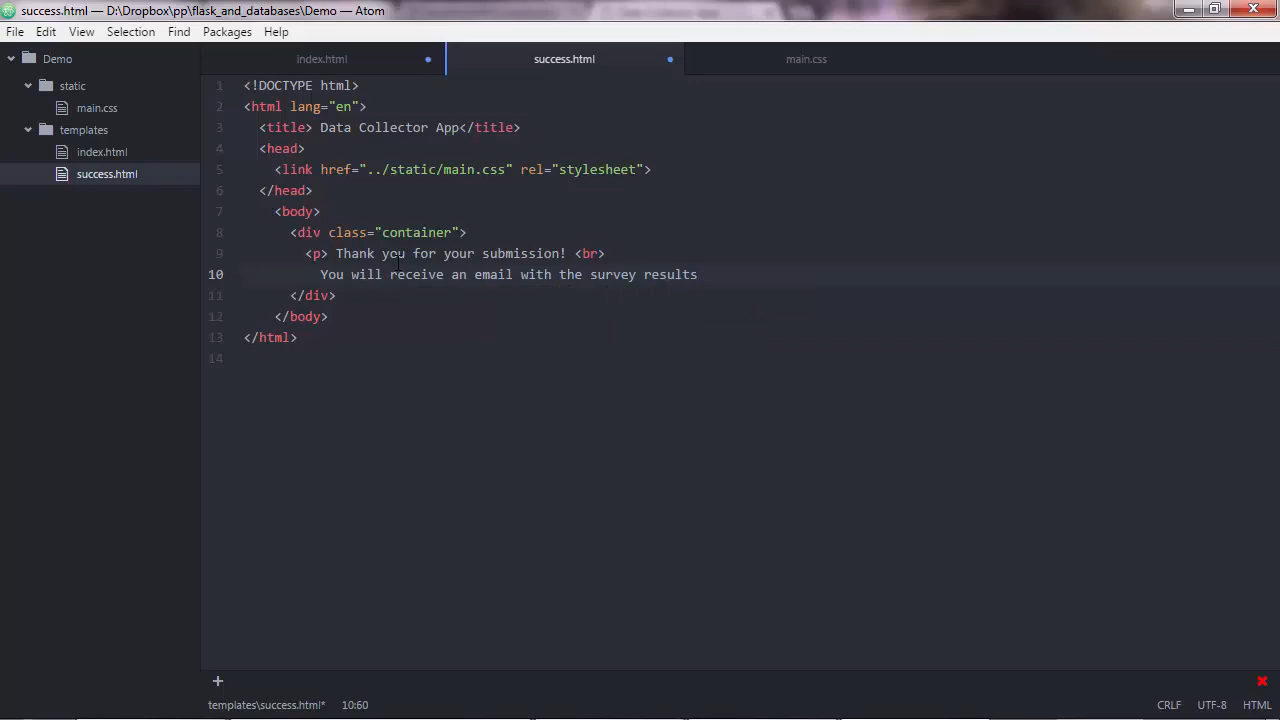 success.html — D:\Dropbox\pp\flask_and_databases\Demo — Atom
File Edit View Selection Find Packages Help
Demo
static
main.css
templates
index.html
success.html
index.html success.html main.css
1 <!DOCTYPE html>
2 <html lang="en">
3 <title> Data Collector App</title>
4 <head>
5 <link href="../static/main.css" rel="stylesheet">
6 </head>
7 <body>
8 <div class="container">
9 <p> Thank you for your submission! <br>
10 You will receive an email with the survey results
11 </div>
12 </body>
13 </html>
14
+
templates\success.html* 10:60 CRLF UTF-8 HTML